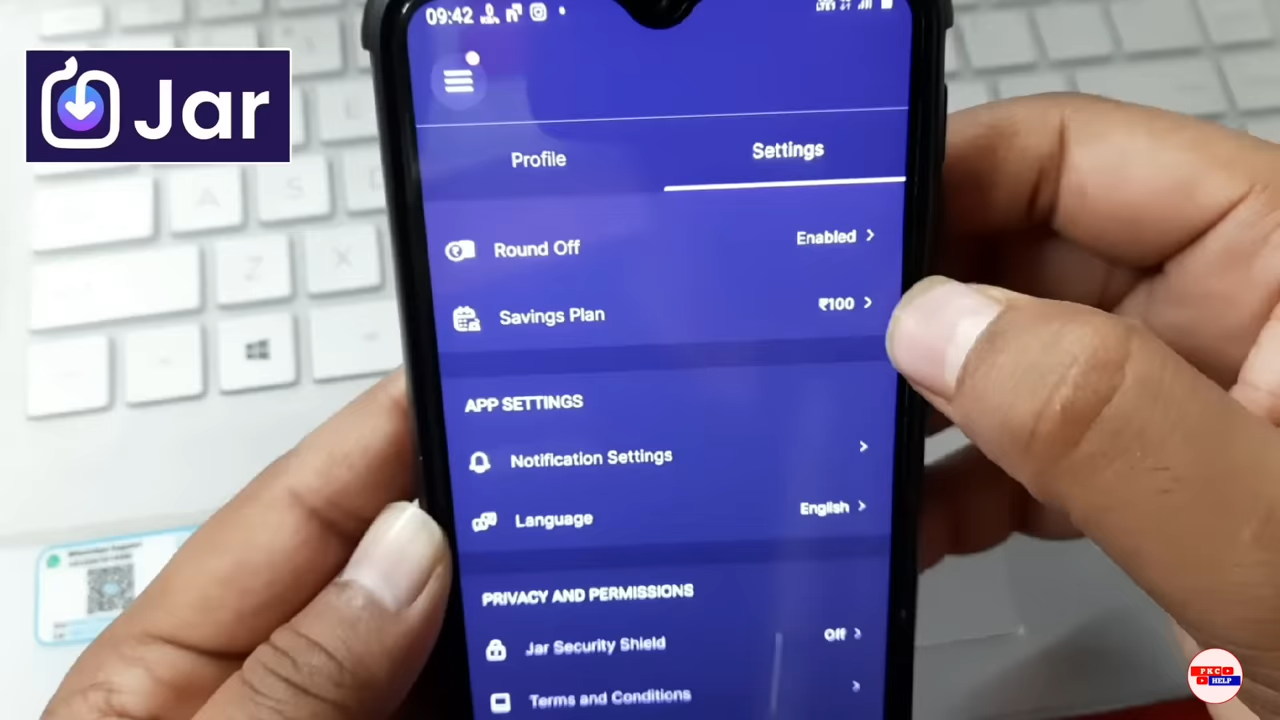 09:42
Jar
Profile
Settings
Round Off
Enabled
Savings Plan
₹100
APP SETTINGS
Notification Settings
Language
English
PRIVACY AND PERMISSIONS
Jar Security Shield
Off
Terms and Conditions
A
S
Z
X
PKC
HELP